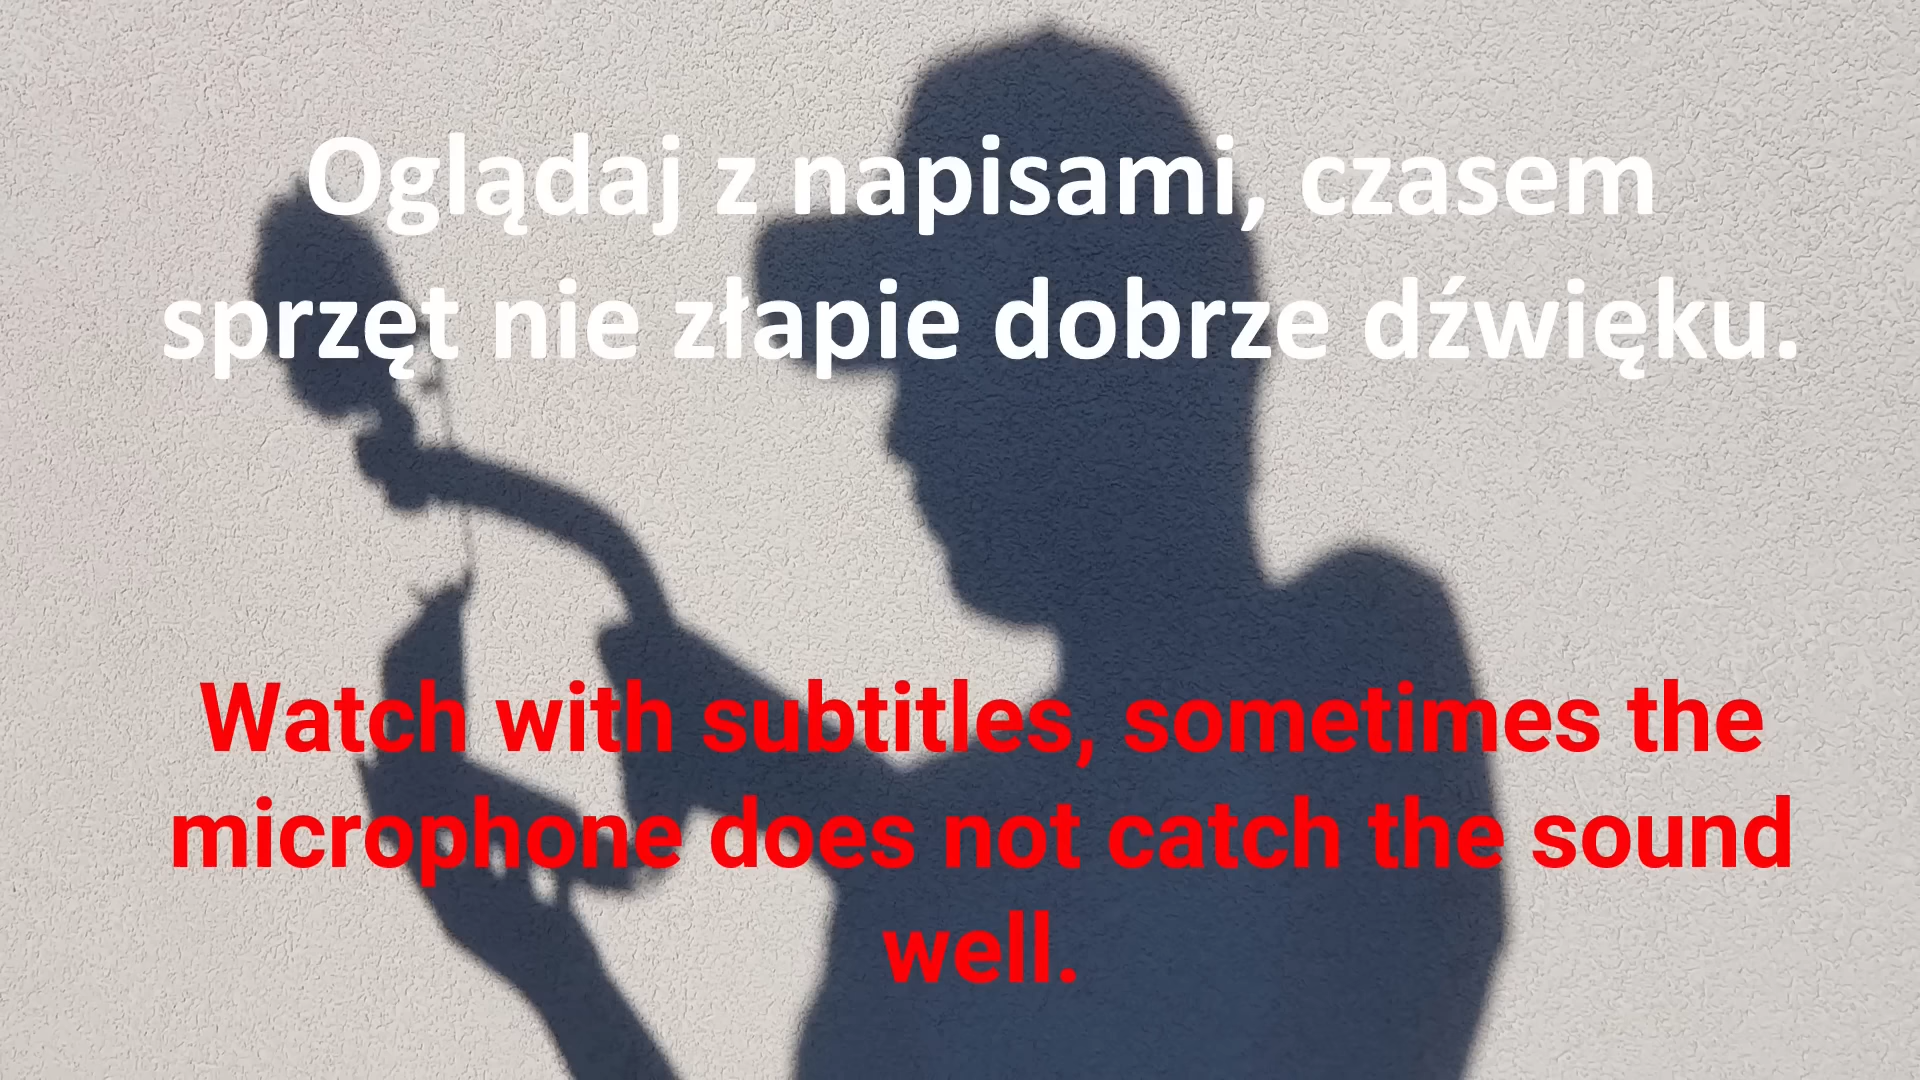 Oglądaj z napisami, czasem
sprzęt nie złapie dobrze dźwięku.
Watch with subtitles, sometimes the
microphone does not catch the sound
well.